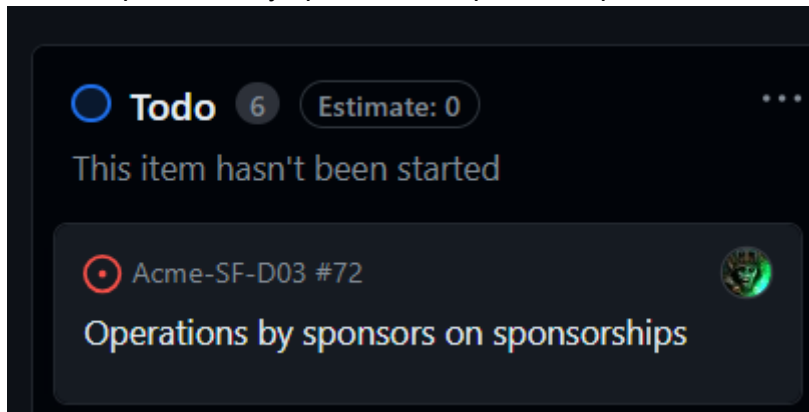 Todo 6 Estimate: 0
This item hasn't been started
Acme-SF-D03 #72
Operations by sponsors on sponsorships